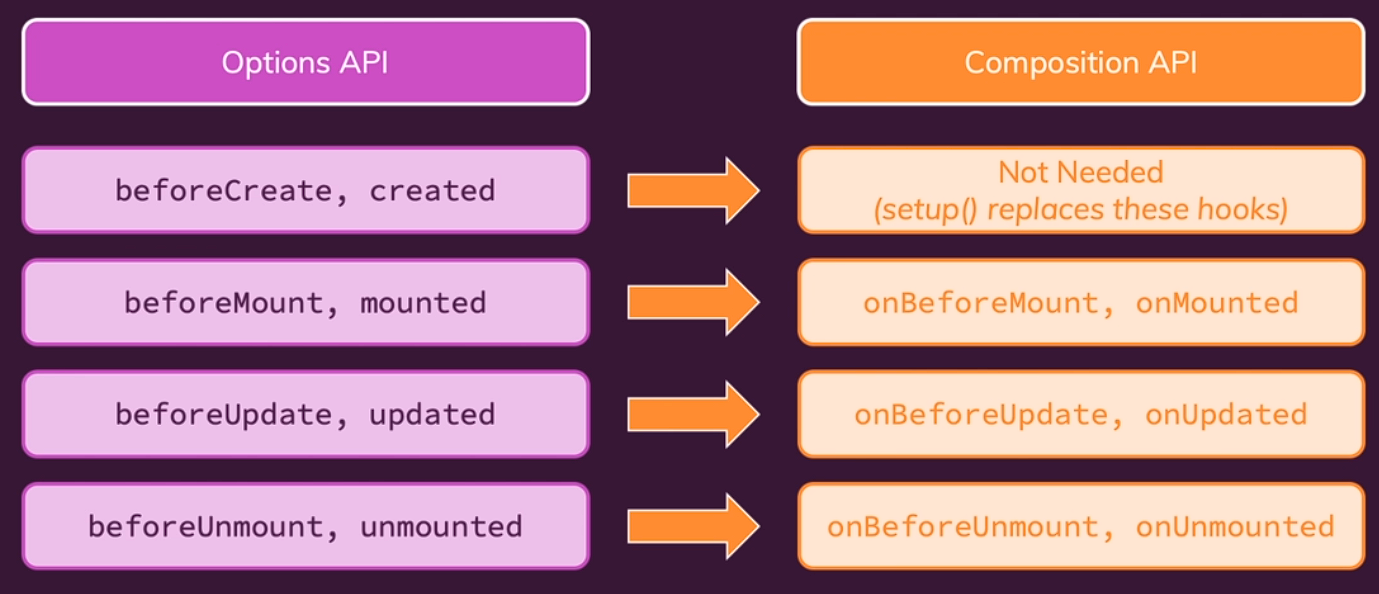 Options API
Composition API
beforeCreate, created
Not Needed
(setup() replaces these hooks)
beforeMount, mounted
onBeforeMount, onMounted
beforeUpdate, updated
onBeforeUpdate, onUpdated
beforeUnmount, unmounted
onBeforeUnmount, onUnmounted